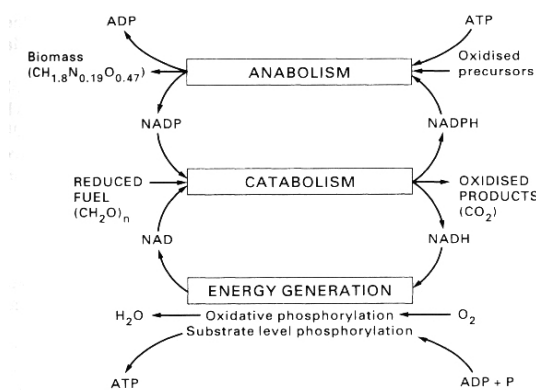 ADP
ATP
Biomass
(CH1.8N0.19O0.47)
ANABOLISM
Oxidised
precursors
NADP
NADPH
REDUCED
FUEL
(CH2O)n
CATABOLISM
OXIDISED
PRODUCTS
(CO2)
NAD
NADH
ENERGY GENERATION
H2O
Oxidative phosphorylation
O2
Substrate level phosphorylation
ATP
ADP + P